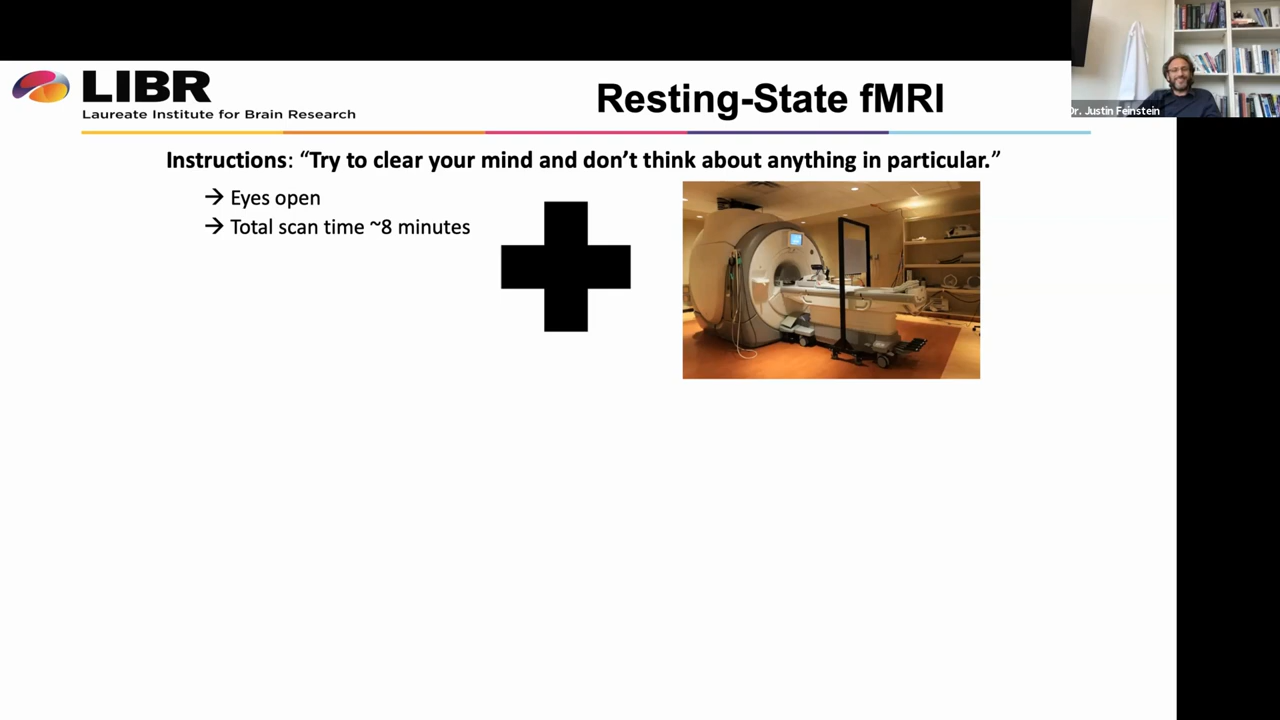 LIBR
Laureate Institute for Brain Research
Resting-State fMRI
Dr. Justin Feinstein
Instructions: “Try to clear your mind and don’t think about anything in particular.”
→ Eyes open
→ Total scan time ~8 minutes